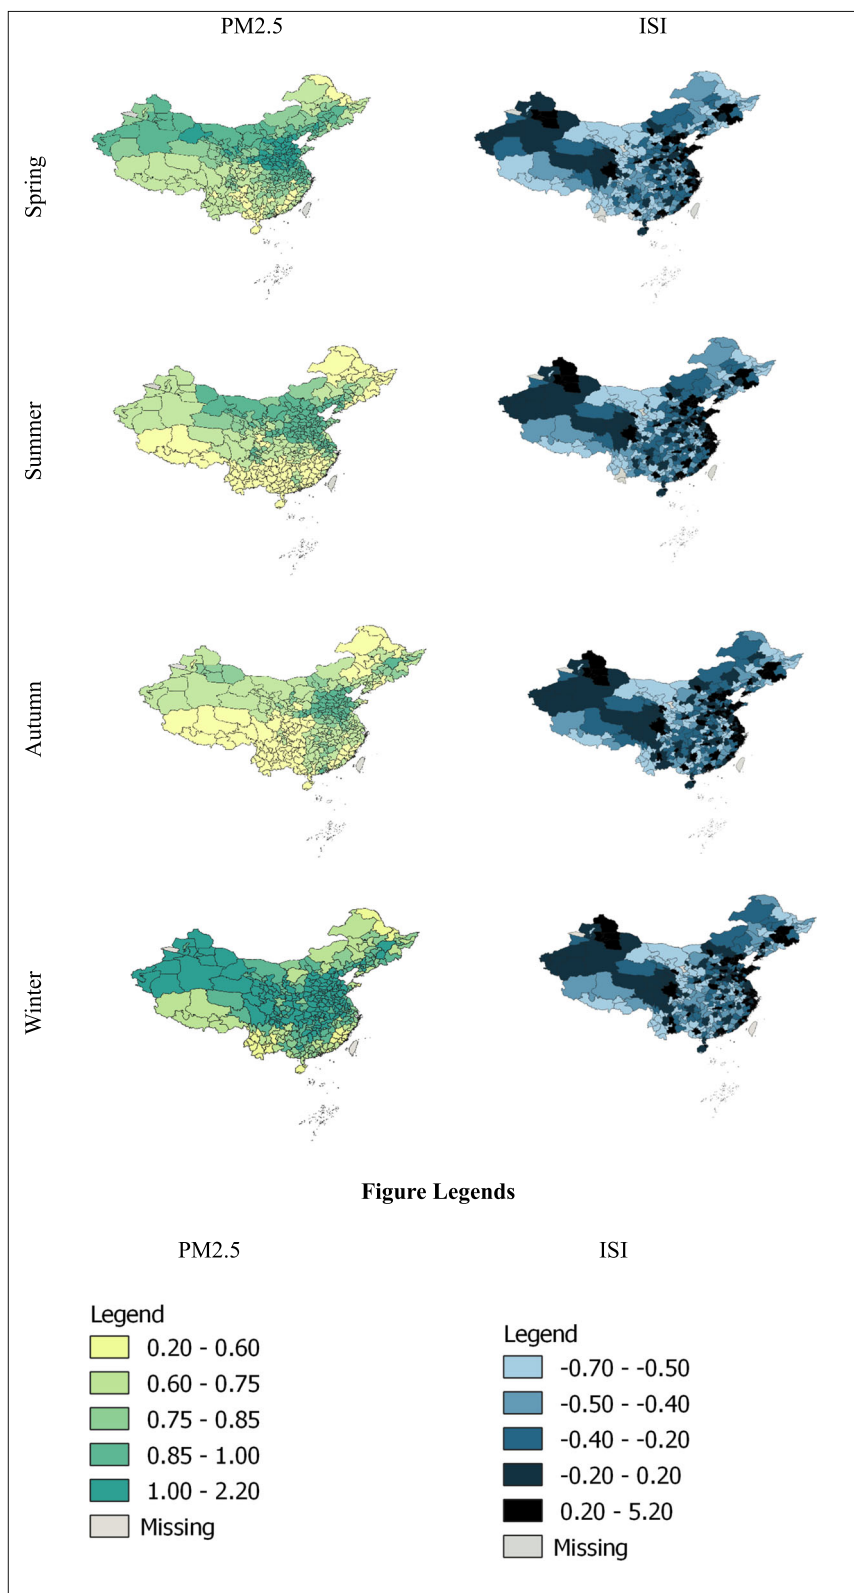 PM2.5 ISI
Spring
Summer
Autumn
Winter
Figure Legends
PM2.5 ISI
Legend
0.20 - 0.60
0.60 - 0.75
0.75 - 0.85
0.85 - 1.00
1.00 - 2.20
Missing
Legend
-0.70 - -0.50
-0.50 - -0.40
-0.40 - -0.20
-0.20 - 0.20
0.20 - 5.20
Missing